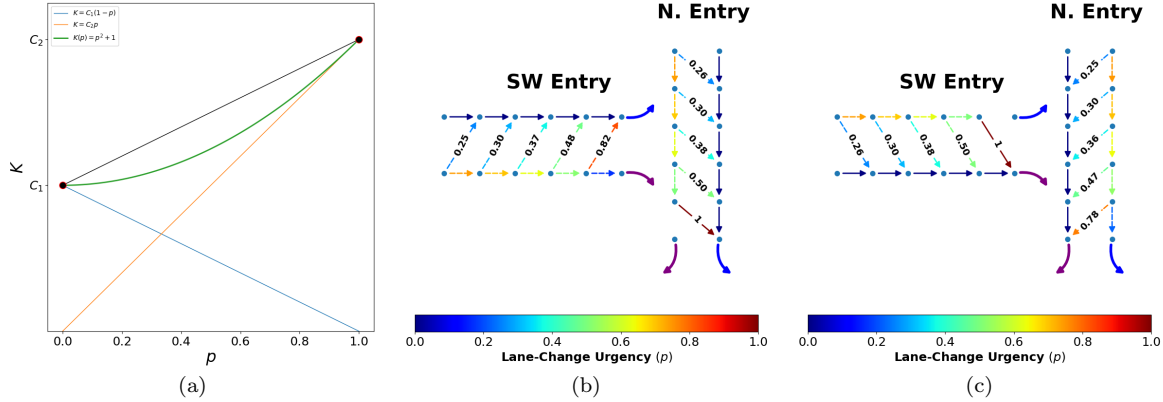 K = C₁(1 − p)
K = C₂p
K(p) = p² + 1
C₂
C₁
K
0.0 0.2 0.4 0.6 0.8 1.0
p
(a)
N. Entry
SW Entry
0.25 0.30 0.37 0.48 0.82
0.26
0.30
0.38
0.50
1
0.0 0.2 0.4 0.6 0.8 1.0
Lane-Change Urgency (p)
(b)
N. Entry
SW Entry
0.26 0.30 0.38 0.50 1
0.25
0.30
0.36
0.47
0.78
0.0 0.2 0.4 0.6 0.8 1.0
Lane-Change Urgency (p)
(c)